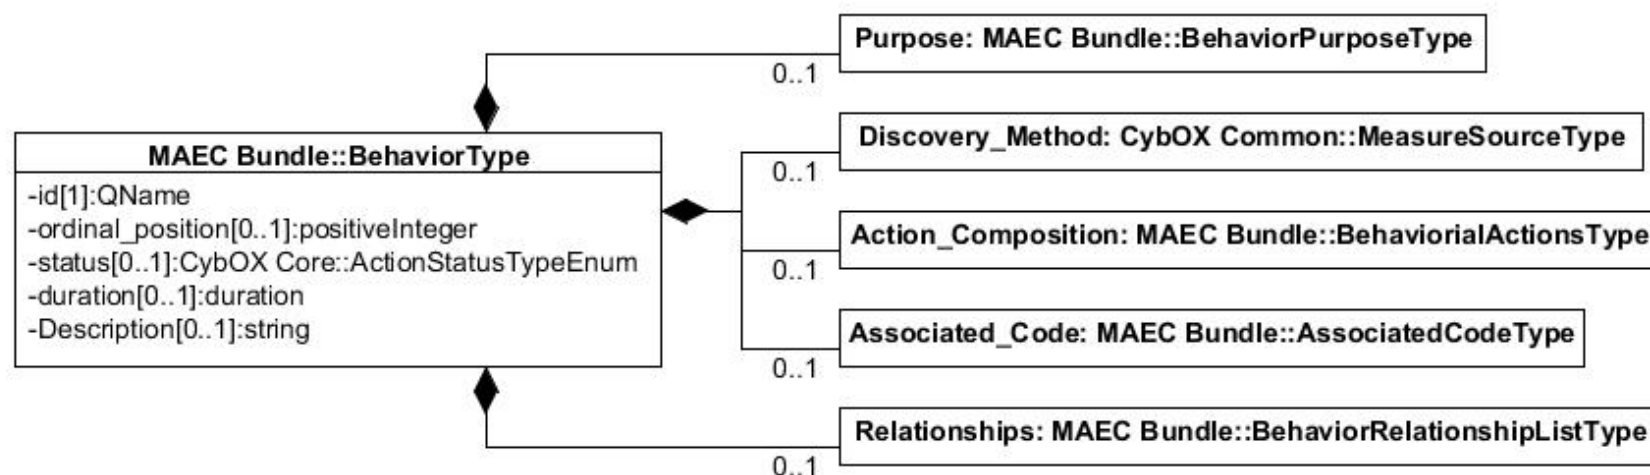 Purpose: MAEC Bundle::BehaviorPurposeType
0..1
Discovery_Method: CybOX Common::MeasureSourceType
0..1
MAEC Bundle::BehaviorType
-id[1]:QName
-ordinal_position[0..1]:positiveInteger
-status[0..1]:CybOX Core::ActionStatusTypeEnum
-duration[0..1]:duration
-Description[0..1]:string
Action_Composition: MAEC Bundle::BehaviorialActionsType
0..1
Associated_Code: MAEC Bundle::AssociatedCodeType
0..1
Relationships: MAEC Bundle::BehaviorRelationshipListType
0..1